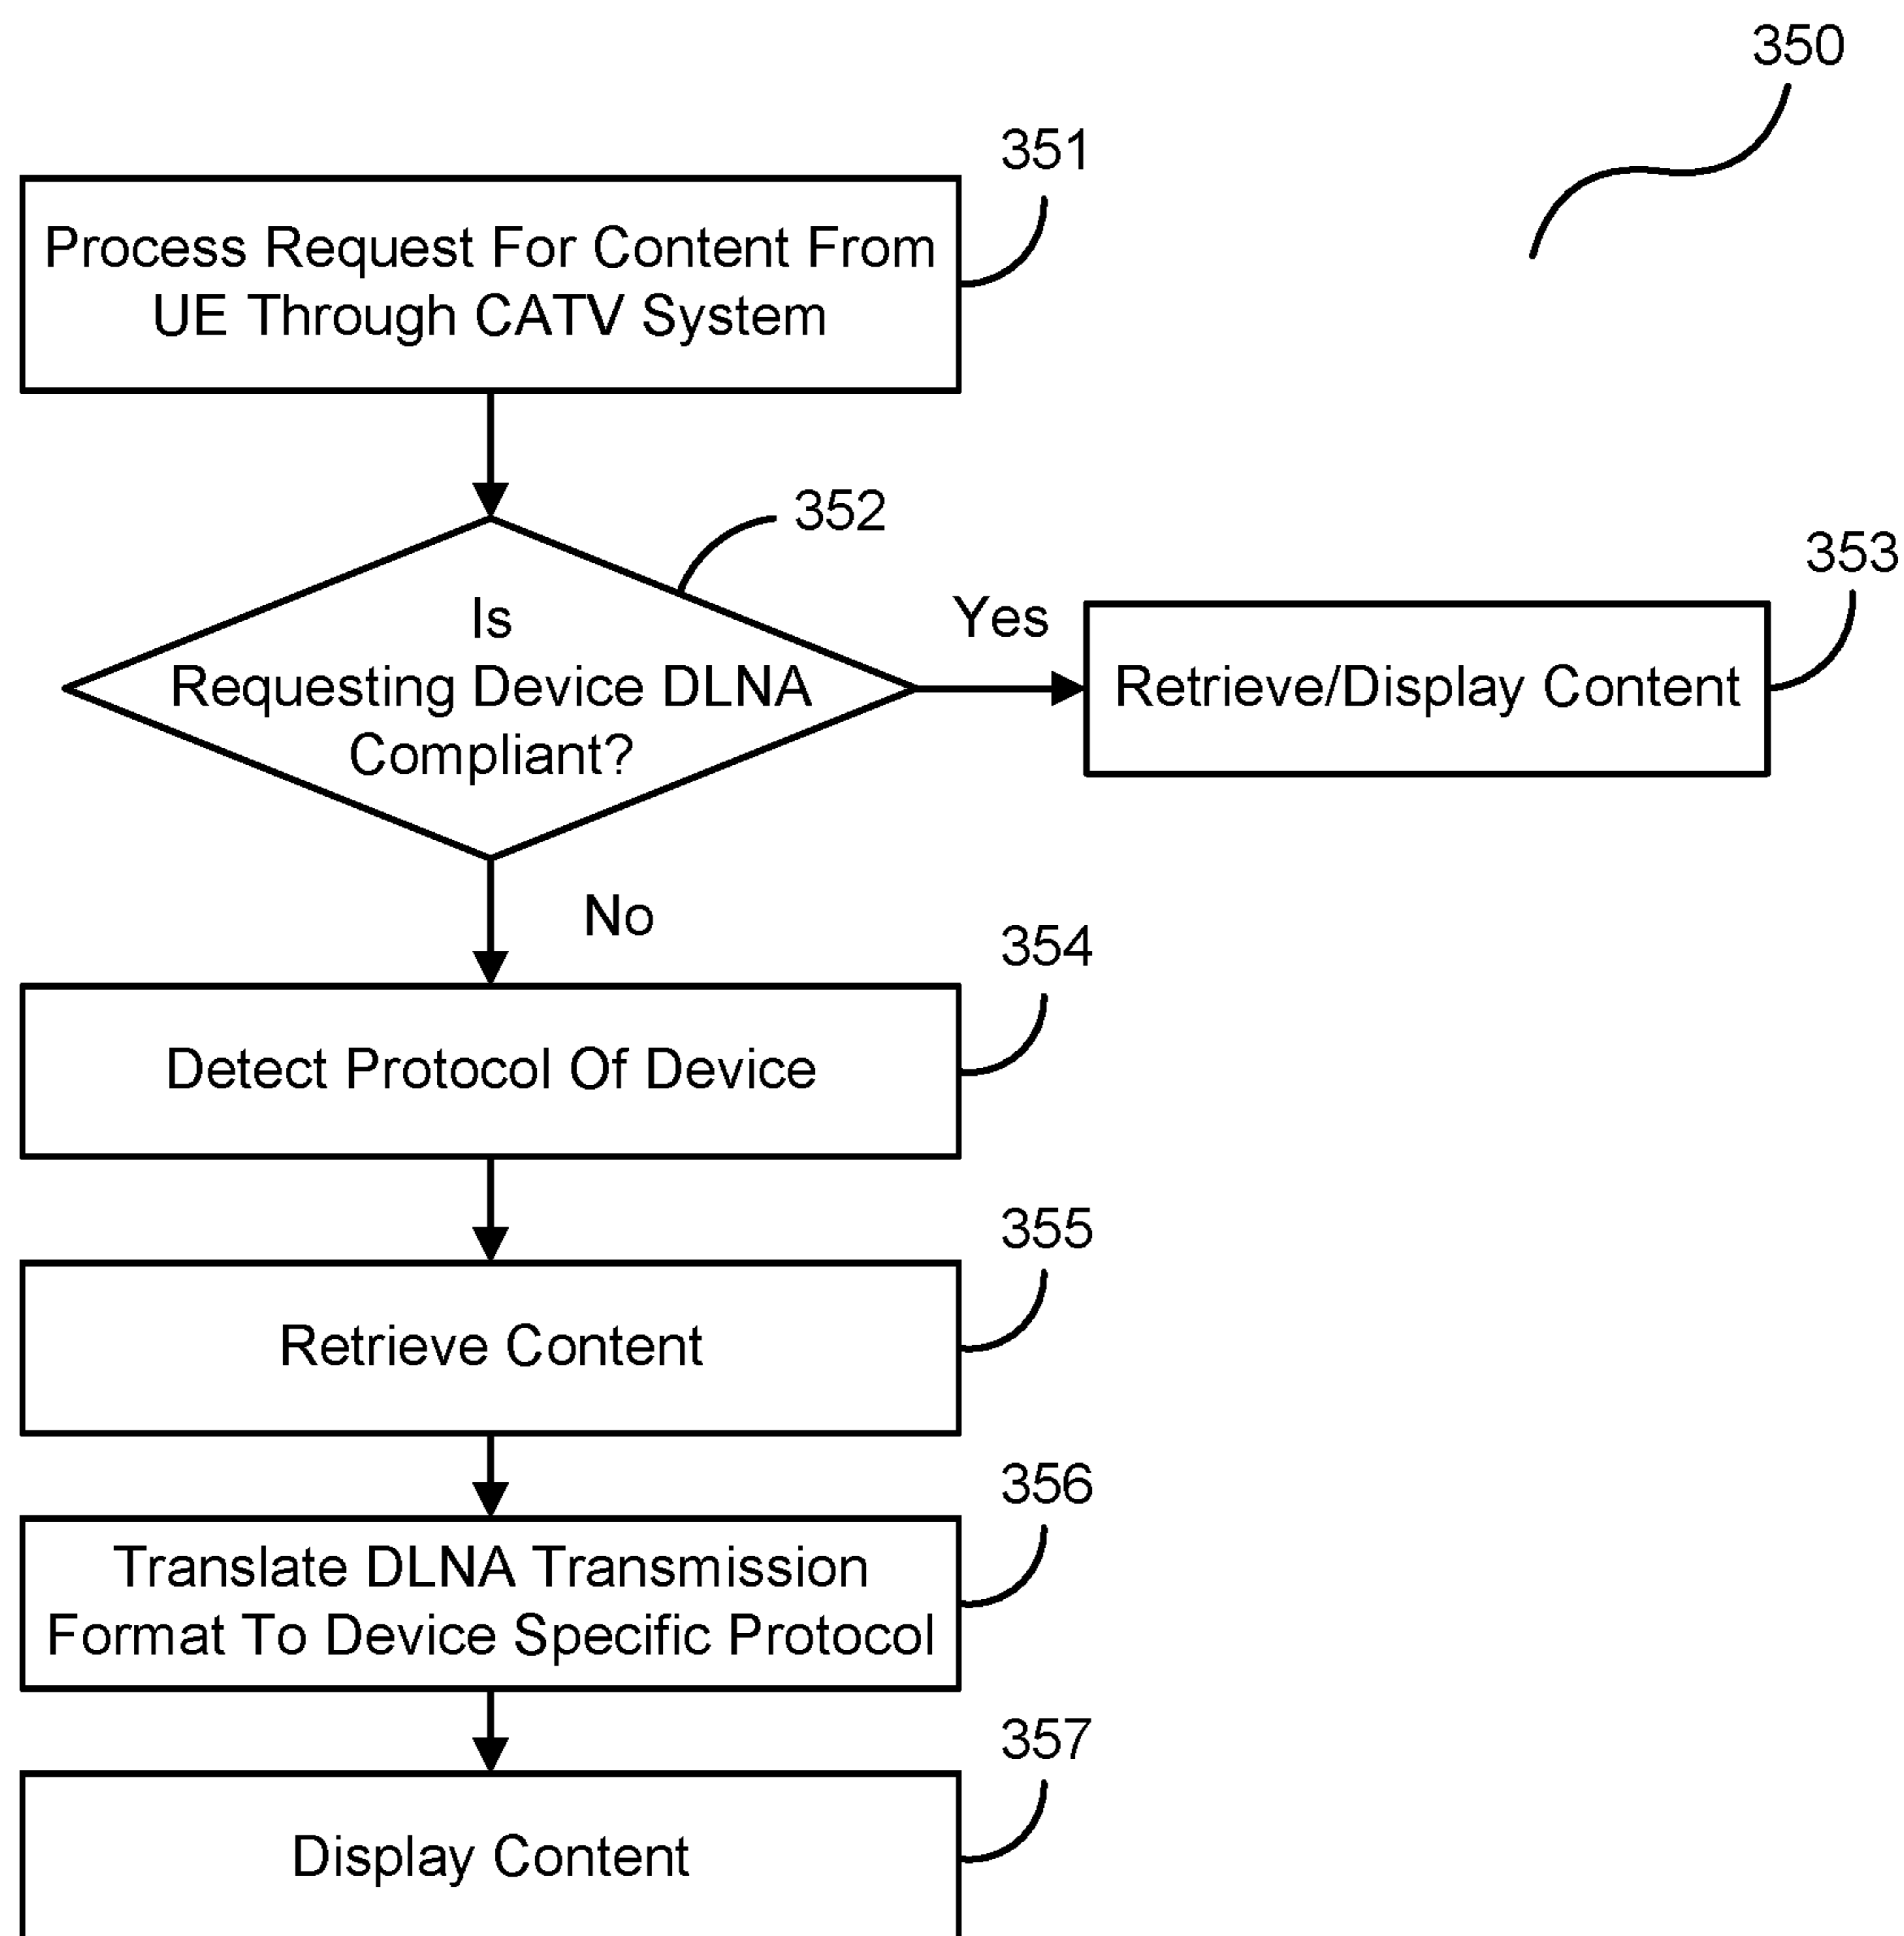 350
351
Process Request For Content From
UE Through CATV System
352
Is
Requesting Device DLNA
Compliant?
Yes
353
Retrieve/Display Content
No
354
Detect Protocol Of Device
355
Retrieve Content
356
Translate DLNA Transmission
Format To Device Specific Protocol
357
Display Content